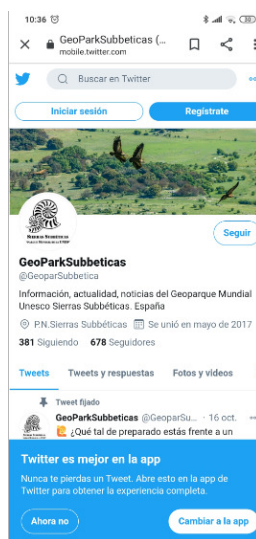 10:36
GeoParkSubbeticas (...
mobile.twitter.com
Buscar en Twitter
Iniciar sesión
Regístrate
Sierras Subbéticas
Seguir
GeoParkSubbeticas
@GeoparSubbetica
Información, actualidad, noticias del Geoparque Mundial
Unesco Sierras Subbéticas. España
P.N.Sierras Subbéticas Se unió en mayo de 2017
381 Siguiendo 678 Seguidores
Tweets Tweets y respuestas Fotos y videos
Tweet fijado
GeoParkSubbeticas @GeoparSu... · 16 oct.
¿Qué tal de preparado estás frente a un
Twitter es mejor en la app
Nunca te pierdas un Tweet. Abre esto en la app de
Twitter para obtener la experiencia completa.
Ahora no
Cambiar a la app